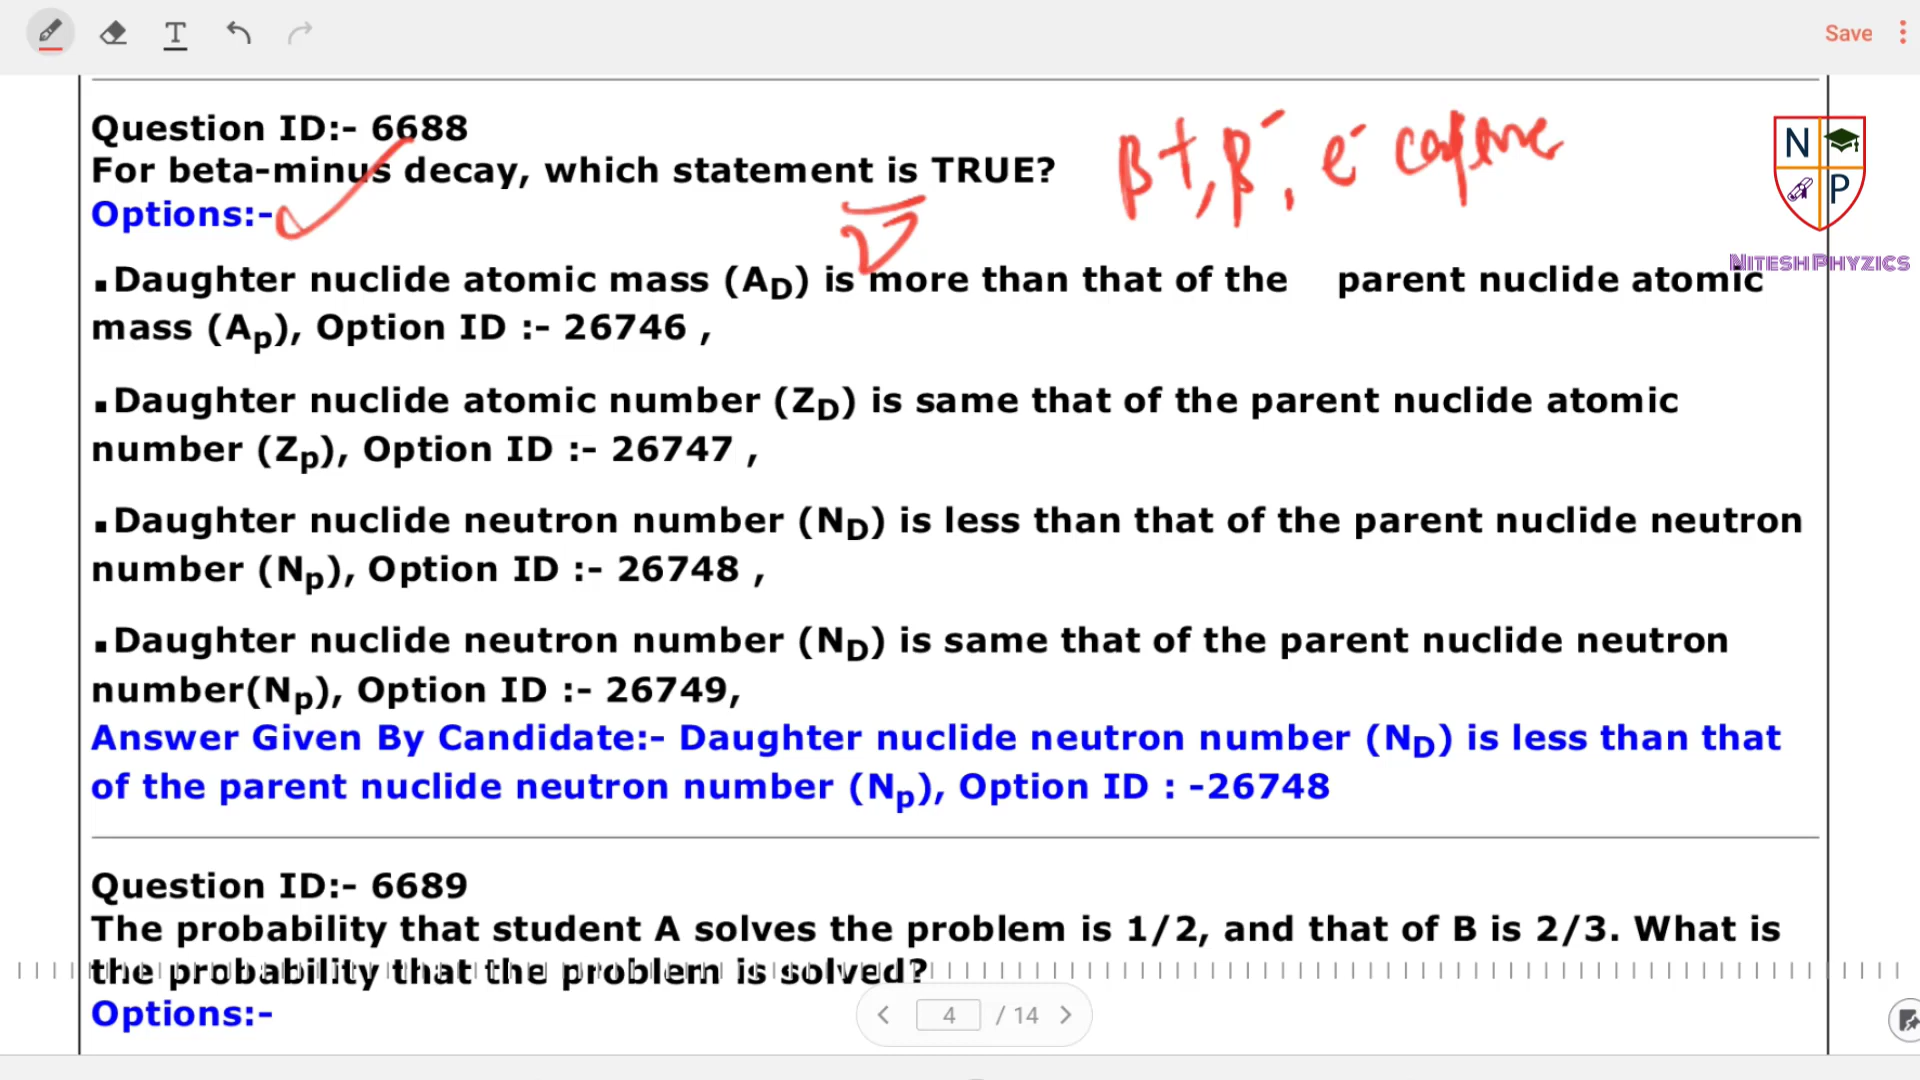 T
Save
Question ID:- 6688
For beta-minus decay, which statement is TRUE?
β+, β-, e-
Options:-
N
P
NITESHPHYZICS
▪Daughter nuclide atomic mass (AD) is more than that of the parent nuclide atomic
mass (Ap), Option ID :- 26746 ,
▪Daughter nuclide atomic number (ZD) is same that of the parent nuclide atomic
number (Zp), Option ID :- 26747 ,
▪Daughter nuclide neutron number (ND) is less than that of the parent nuclide neutron
number (Np), Option ID :- 26748 ,
▪Daughter nuclide neutron number (ND) is same that of the parent nuclide neutron
number(Np), Option ID :- 26749,
Answer Given By Candidate:- Daughter nuclide neutron number (ND) is less than that
of the parent nuclide neutron number (Np), Option ID : -26748
Question ID:- 6689
The probability that student A solves the problem is 1/2, and that of B is 2/3. What is
the probability that the problem is solved?
Options:-
4 / 14